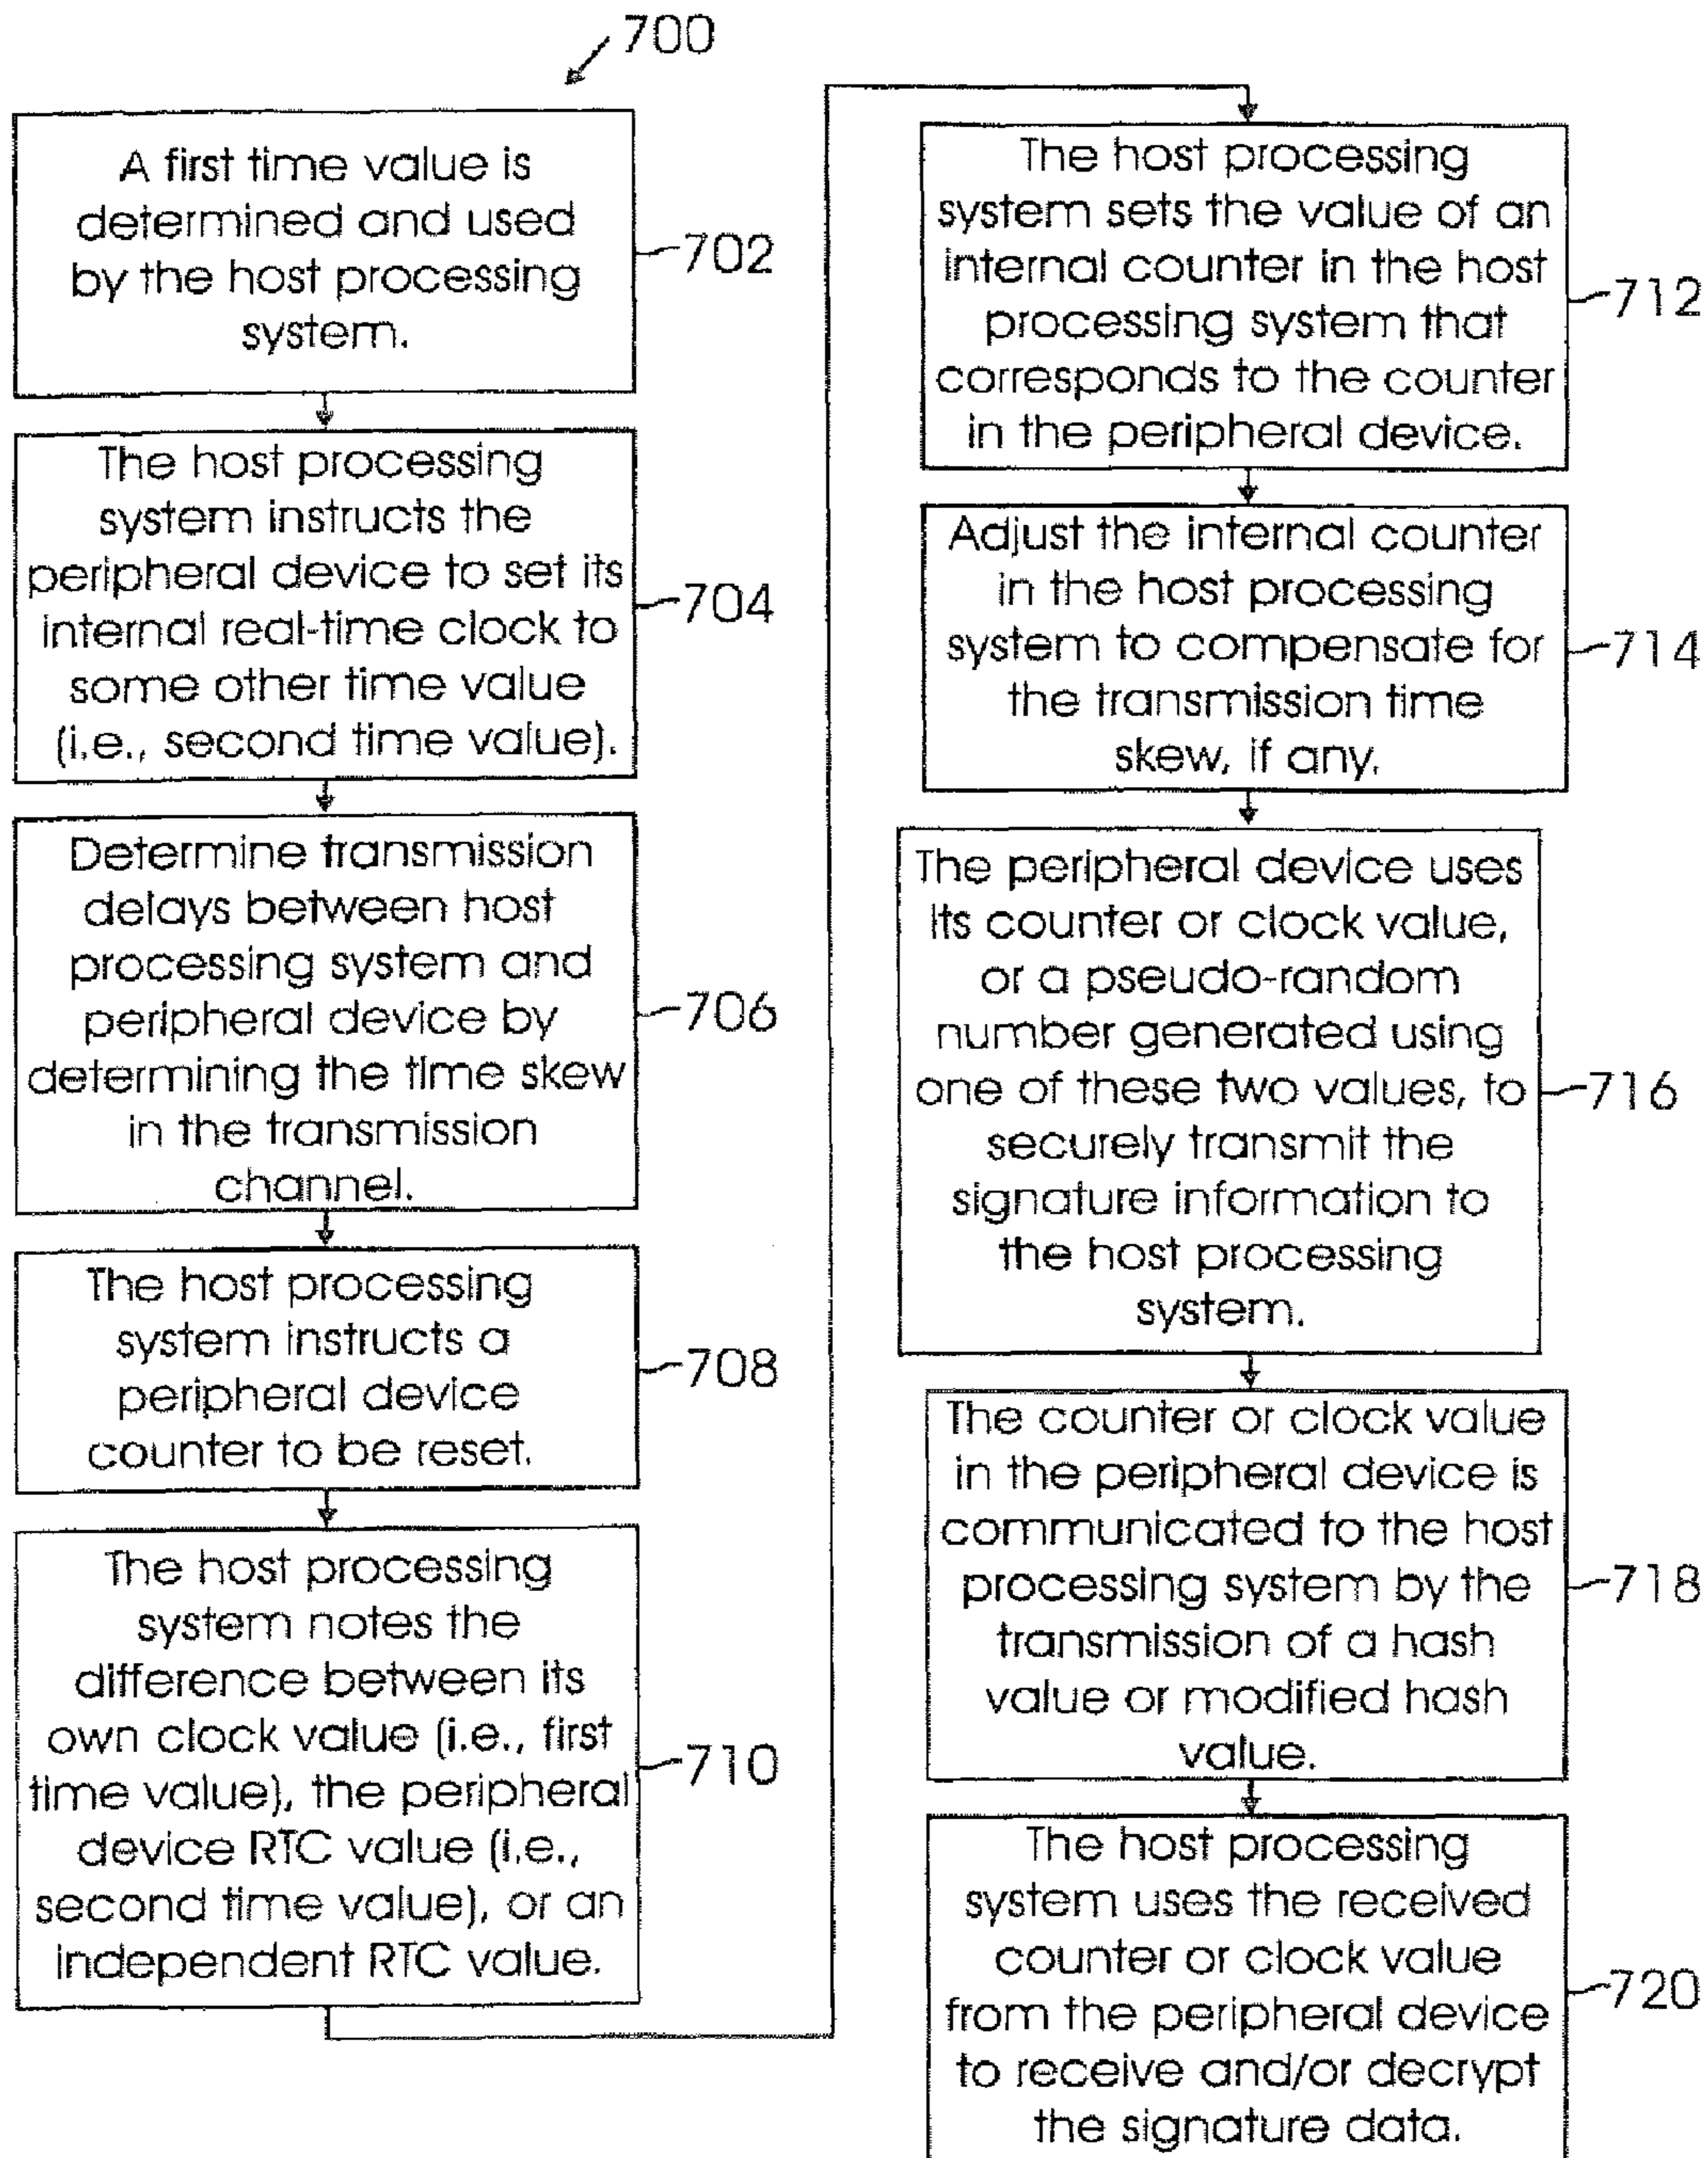 700
A first time value is
determined and used
by the host processing
system.
702
The host processing
system instructs the
peripheral device to set its
internal real-time clock to
some other time value
(i.e., second time value).
704
Determine transmission
delays between host
processing system and
peripheral device by
determining the time skew
in the transmission
channel.
706
The host processing
system instructs a
peripheral device
counter to be reset.
708
The host processing
system notes the
difference between its
own clock value (i.e., first
time value), the peripheral
device RTC value (i.e.,
second time value), or an
independent RTC value.
710
The host processing
system sets the value of an
internal counter in the host
processing system that
corresponds to the counter
in the peripheral device.
712
Adjust the internal counter
in the host processing
system to compensate for
the transmission time
skew, if any.
714
The peripheral device uses
its counter or clock value,
or a pseudo-random
number generated using
one of these two values, to
securely transmit the
signature information to
the host processing
system.
716
The counter or clock value
in the peripheral device is
communicated to the host
processing system by the
transmission of a hash
value or modified hash
value.
718
The host processing
system uses the received
counter or clock value
from the peripheral device
to receive and/or decrypt
the signature data.
720